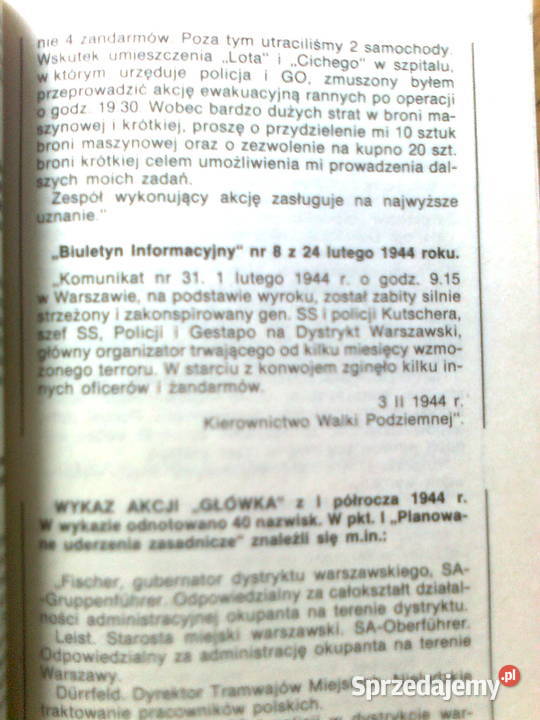 nie 4 żandarmów. Poza tym utraciliśmy 2 samochody.
Wskutek umieszczenia „Lota” i „Cichego” w szpitalu,
w którym urzęduje policja i GO, zmuszony byłem
przeprowadzić akcję ewakuacyjną rannych po operacji
o godz. 19.30. Wobec bardzo dużych strat w broni ma-
szynowej i krótkiej, proszę o przydzielenie mi 10 sztuk
broni maszynowej oraz o zezwolenie na kupno 20 szt.
broni krótkiej celem umożliwienia mi prowadzenia dal-
szych moich zadań.
Zespół wykonujący akcję zasługuje na najwyższe
uznanie.”
„Biuletyn Informacyjny” nr 8 z 24 lutego 1944 roku.
„Komunikat nr 31. 1 lutego 1944 r. o godz. 9.15
w Warszawie, na podstawie wyroku, został zabity silnie
strzeżony i zakonspirowany gen. SS i policji Kutschera,
szef SS, Policji i Gestapo na Dystrykt Warszawski,
główny organizator trwającego od kilku miesięcy wzmo-
żonego terroru. W starciu z konwojem zginęło kilku in-
nych oficerów i żandarmów.
3 II 1944 r.
Kierownictwo Walki Podziemnej”.
WYKAZ AKCJI „GŁÓWKA” z I półrocza 1944 r.
W wykazie odnotowano 40 nazwisk. W pkt. I „Planowa-
ne uderzenia zasadnicze” znaleźli się m.in.:
„Fischer, gubernator dystryktu warszawskiego, SA-
-Gruppenführer. Odpowiedzialny za całokształt działal-
ności administracyjnej okupanta na terenie dystryktu.
Leist. Starosta miejski warszawski. SA-Oberführer.
Odpowiedzialny za administrację okupanta na terenie
Warszawy.
Dürrfeld. Dyrektor Tramwajów
traktowanie pracowników polskich.
Sprzedajemy.pl